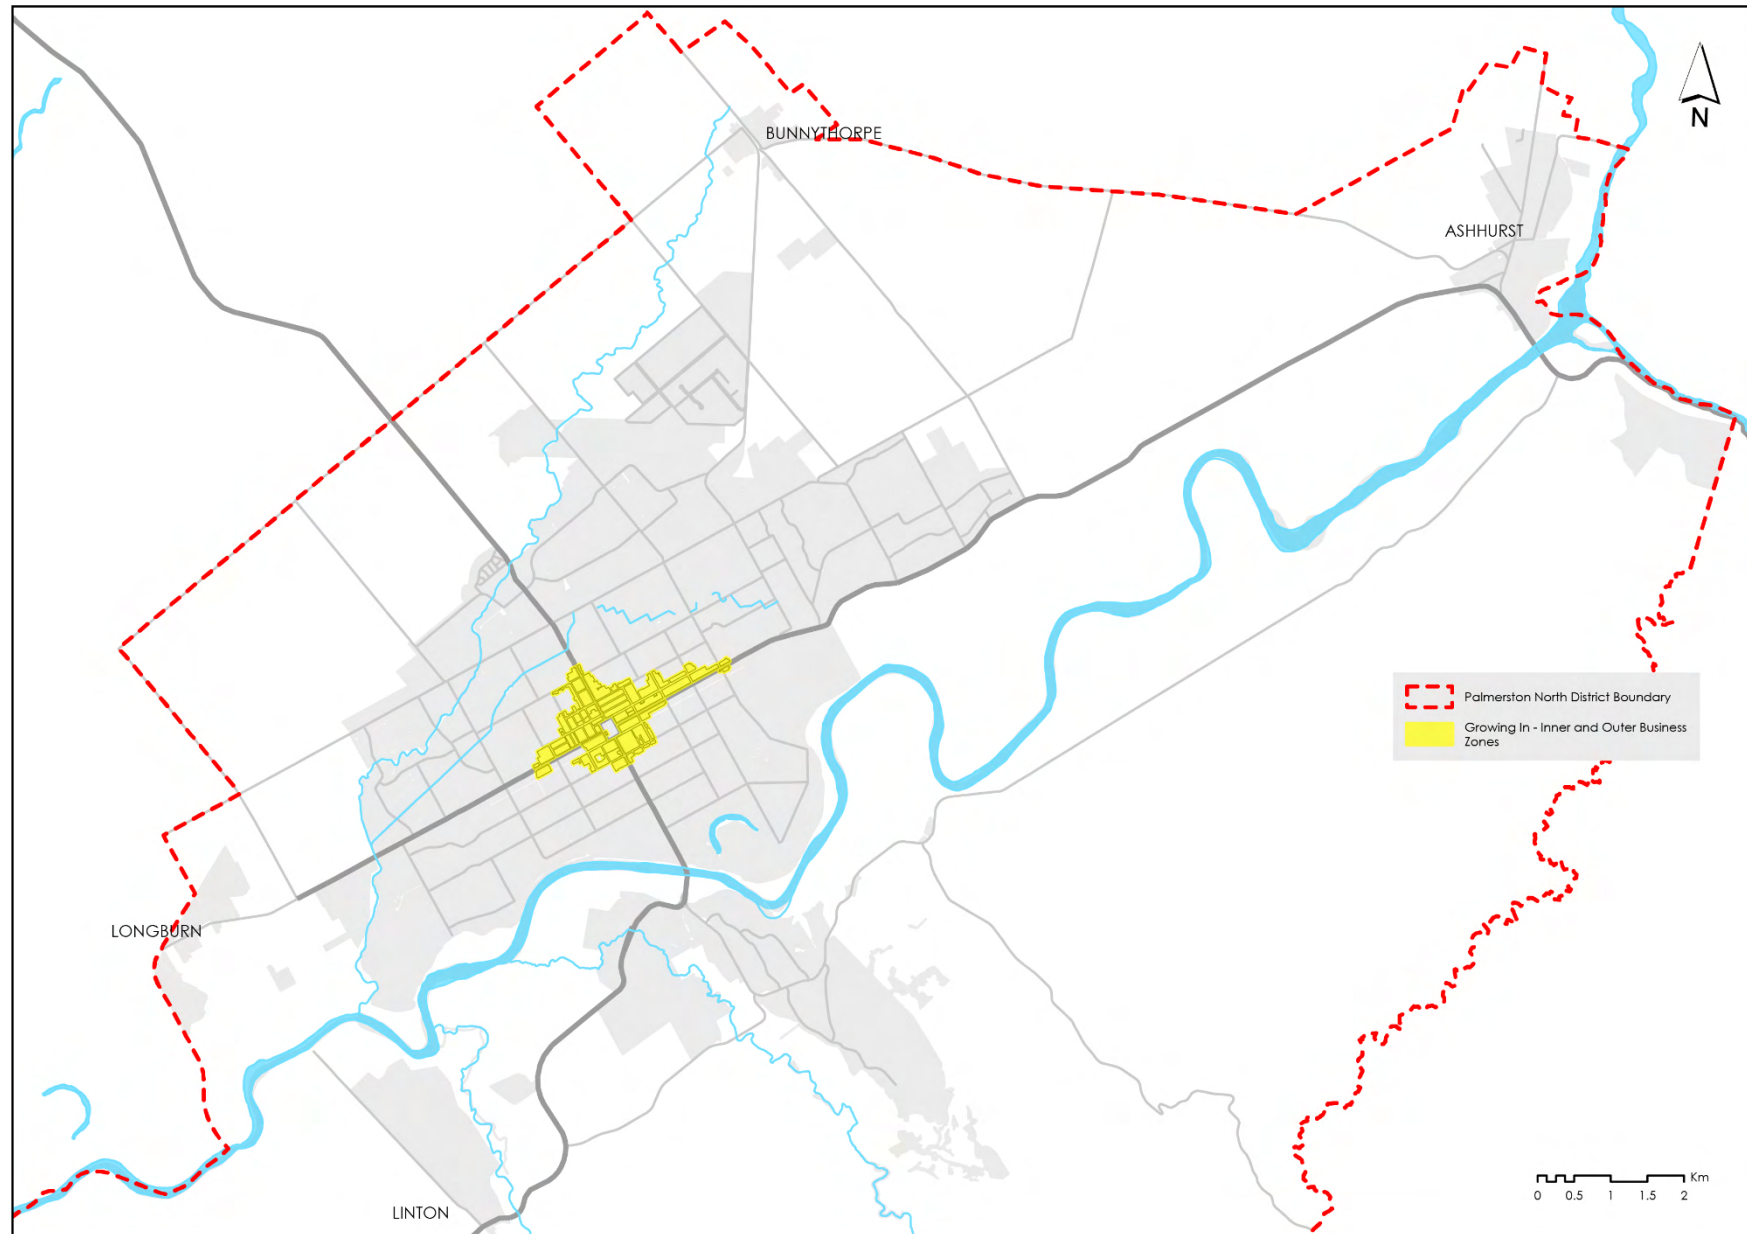 N
BUNNYTHORPE
ASHHURST
Palmerston North District Boundary
Growing In - Inner and Outer Business
Zones
LONGBURN
LINTON
Km
0 0.5 1 1.5 2